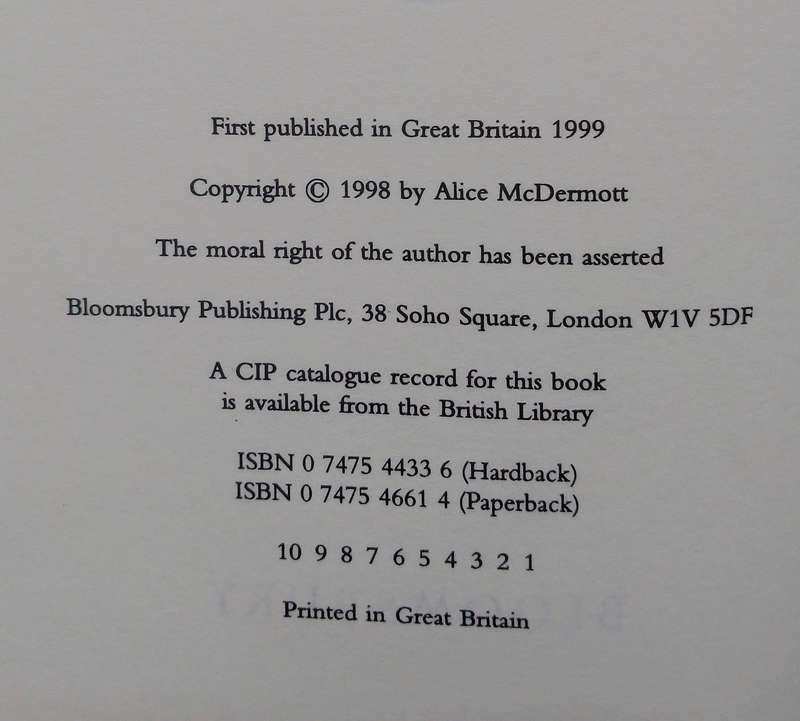 First published in Great Britain 1999
Copyright © 1998 by Alice McDermott
The moral right of the author has been asserted
Bloomsbury Publishing Plc, 38 Soho Square, London W1V 5DF
A CIP catalogue record for this book
is available from the British Library
ISBN 0 7475 4433 6 (Hardback)
ISBN 0 7475 4661 4 (Paperback)
10 9 8 7 6 5 4 3 2 1
Printed in Great Britain